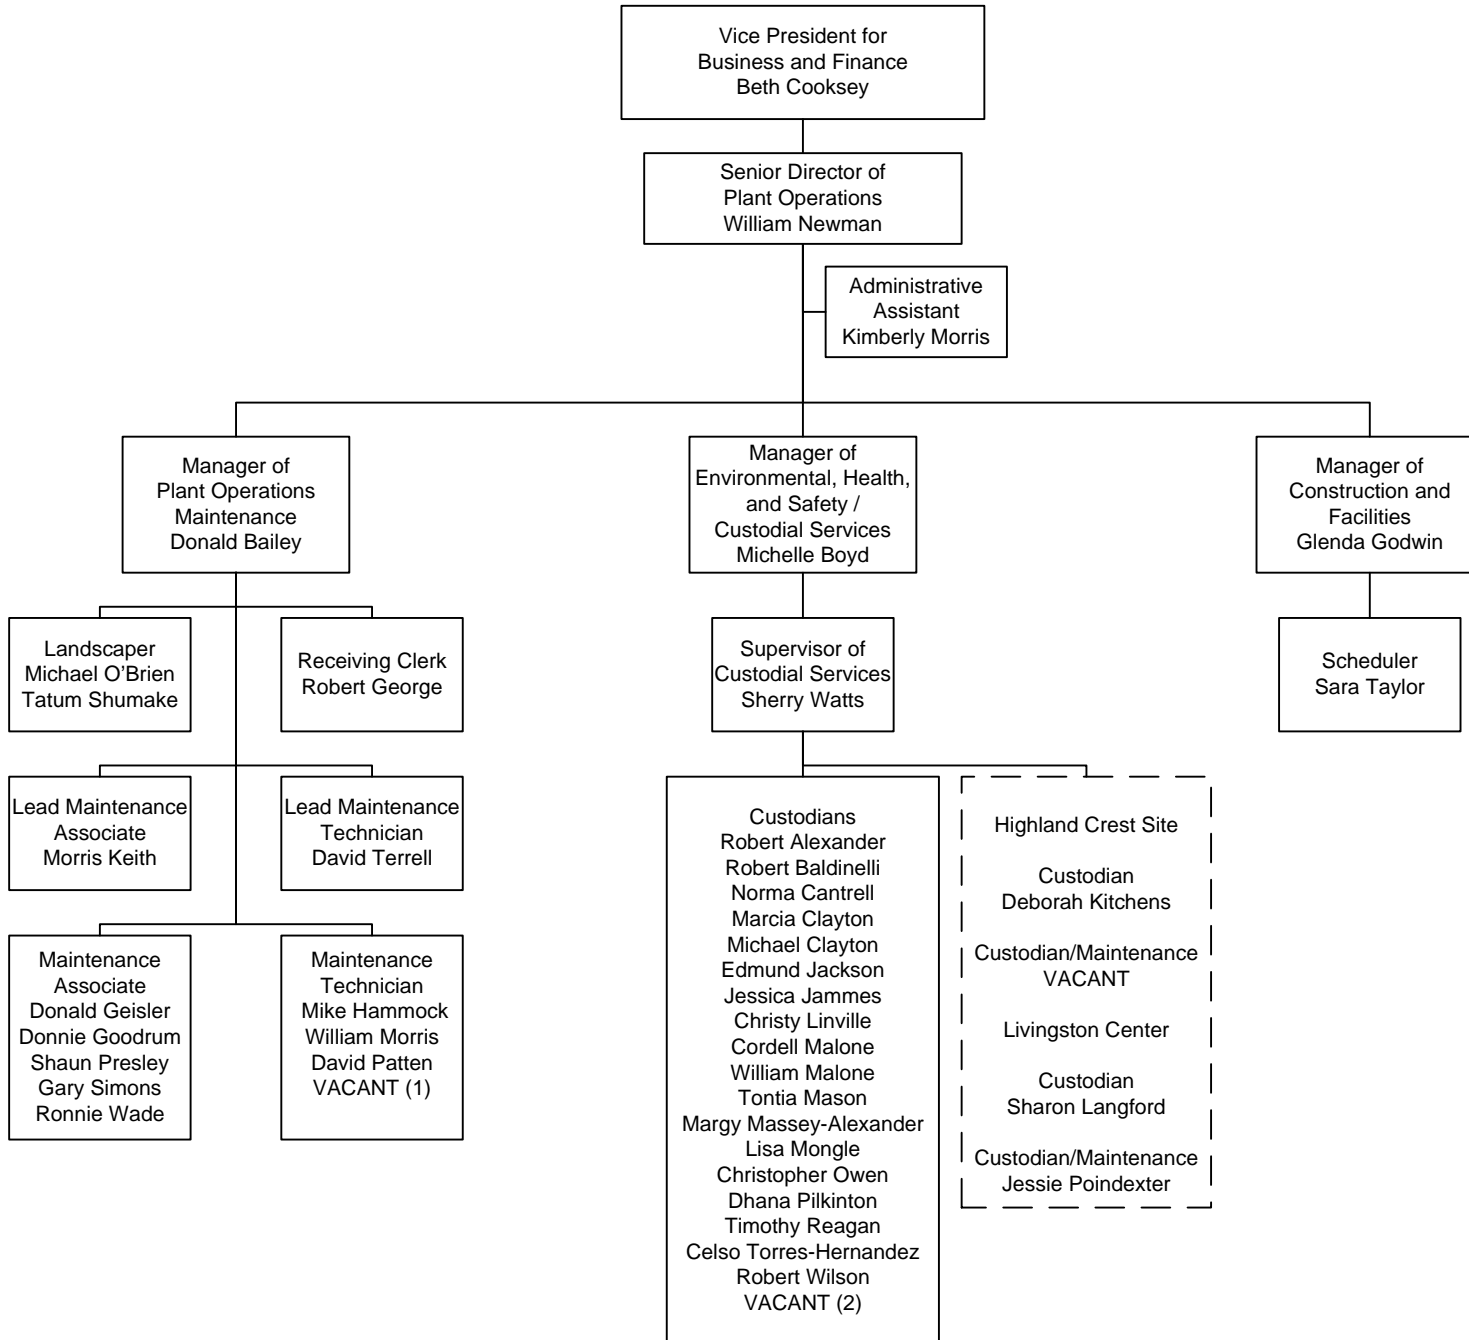 Vice President for
Business and Finance
Beth Cooksey
Senior Director of
Plant Operations
William Newman
Administrative
Assistant
Kimberly Morris
Manager of
Plant Operations
Maintenance
Donald Bailey
Manager of
Environmental, Health,
and Safety /
Custodial Services
Michelle Boyd
Manager of
Construction and
Facilities
Glenda Godwin
Landscaper
Michael O’Brien
Tatum Shumake
Receiving Clerk
Robert George
Supervisor of
Custodial Services
Sherry Watts
Scheduler
Sara Taylor
Lead Maintenance
Associate
Morris Keith
Lead Maintenance
Technician
David Terrell
Maintenance
Associate
Donald Geisler
Donnie Goodrum
Shaun Presley
Gary Simons
Ronnie Wade
Maintenance
Technician
Mike Hammock
William Morris
David Patten
VACANT (1)
Custodians
Robert Alexander
Robert Baldinelli
Norma Cantrell
Marcia Clayton
Michael Clayton
Edmund Jackson
Jessica Jammes
Christy Linville
Cordell Malone
William Malone
Tontia Mason
Margy Massey-Alexander
Lisa Mongle
Christopher Owen
Dhana Pilkinton
Timothy Reagan
Celso Torres-Hernandez
Robert Wilson
VACANT (2)
Highland Crest Site
Custodian
Deborah Kitchens
Custodian/Maintenance
VACANT
Livingston Center
Custodian
Sharon Langford
Custodian/Maintenance
Jessie Poindexter